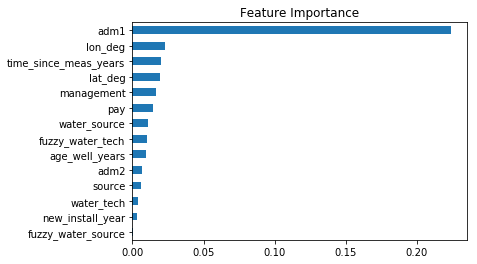 Feature Importance
adm1
lon_deg
time_since_meas_years
lat_deg
management
pay
water_source
fuzzy_water_tech
age_well_years
adm2
source
water_tech
new_install_year
fuzzy_water_source
0.00 0.05 0.10 0.15 0.20